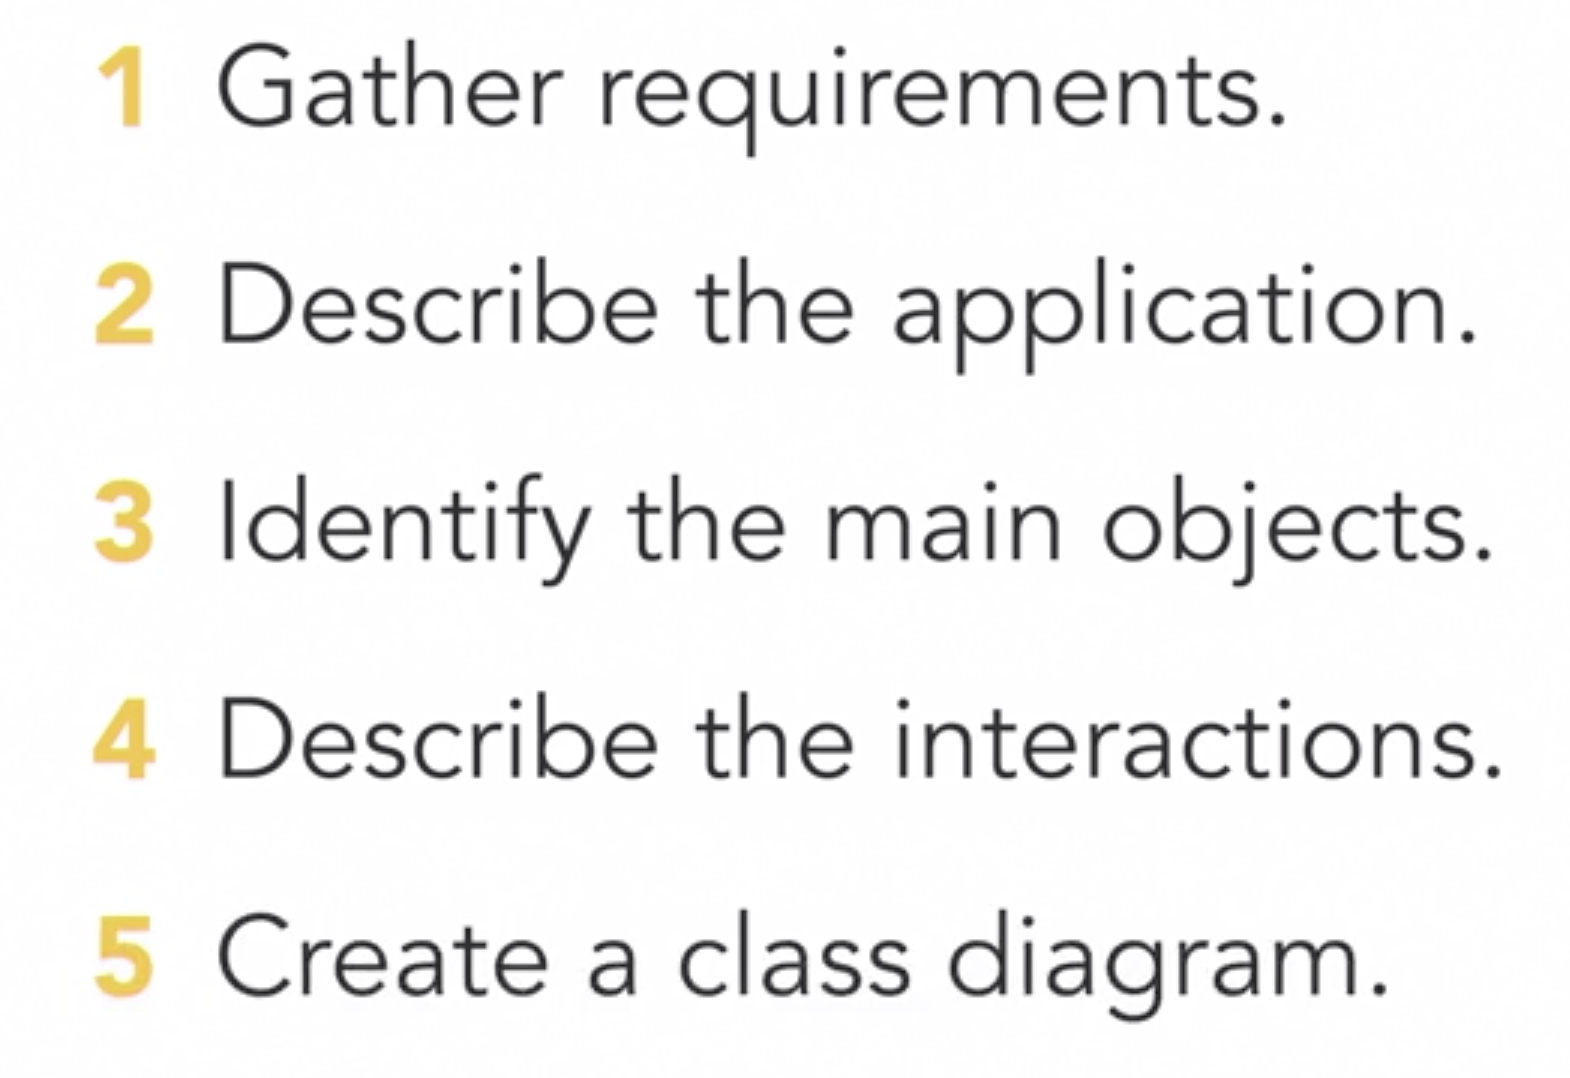 1 Gather requirements.
2 Describe the application.
3 Identify the main objects.
4 Describe the interactions.
5 Create a class diagram.